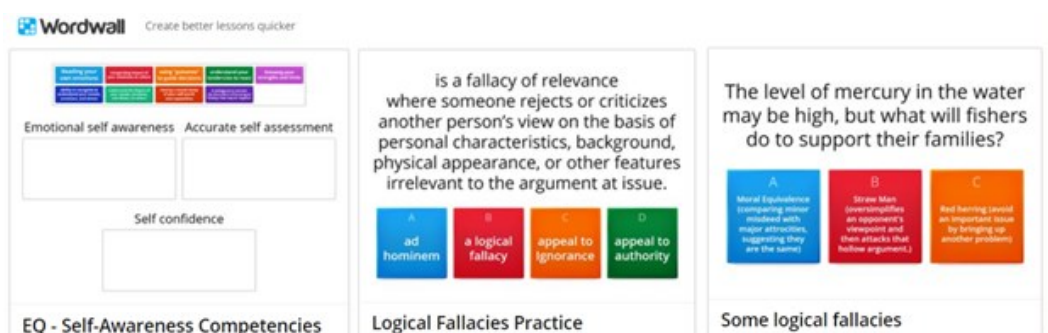 Wordwall Create better lessons quicker
Emotional self awareness Accurate self assessment
Self confidence
EQ - Self-Awareness Competencies
is a fallacy of relevance
where someone rejects or criticizes
another person's view on the basis of
personal characteristics, background,
physical appearance, or other features
irrelevant to the argument at issue.
A
ad
hominem
B
a logical
fallacy
C
appeal to
Ignorance
D
appeal to
authority
Logical Fallacies Practice
The level of mercury in the water
may be high, but what will fishers
do to support their families?
A
Moral Equivalence
(comparing minor
misdeed with
major attrocities,
suggesting they
are the same)
B
Straw Man
(oversimplifies
an opponent's
viewpoint and
then attacks that
hollow argument.)
C
Red herring (avoid
an important issue
by bringing up
another problem)
Some logical fallacies